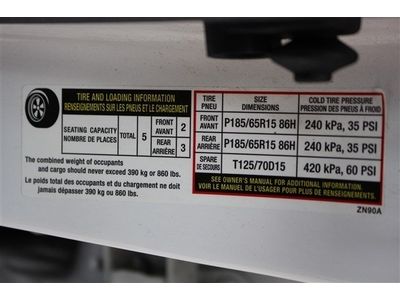 TIRE AND LOADING INFORMATION
RENSEIGNEMENTS SUR LES PNEUS ET LE CHARGEMENT
SEATING CAPACITY
NOMBRE DE PLACES
TOTAL 5
FRONT
AVANT 2
REAR
ARRIÈRE 3
The combined weight of occupants
and cargo should never exceed 390 kg or 860 lbs.
Le poids total des occupants et du chargement ne doit
jamais dépasser 390 kg or 860 lbs.
TIRE
PNEU
SIZE
DIMENSIONS
COLD TIRE PRESSURE
PRESSION DES PNEUS À FROID
FRONT
AVANT
P185/65R15 86H
240 kPa, 35 PSI
REAR
ARRIÈRE
P185/65R15 86H
240 kPa, 35 PSI
SPARE
DE SECOURS
T125/70D15
420 kPa, 60 PSI
SEE OWNER'S MANUAL FOR ADDITIONAL INFORMATION
VOIR LE MANUEL DE L'USAGER POUR PLUS DE RENSEIGNEMENTS
ZN90A